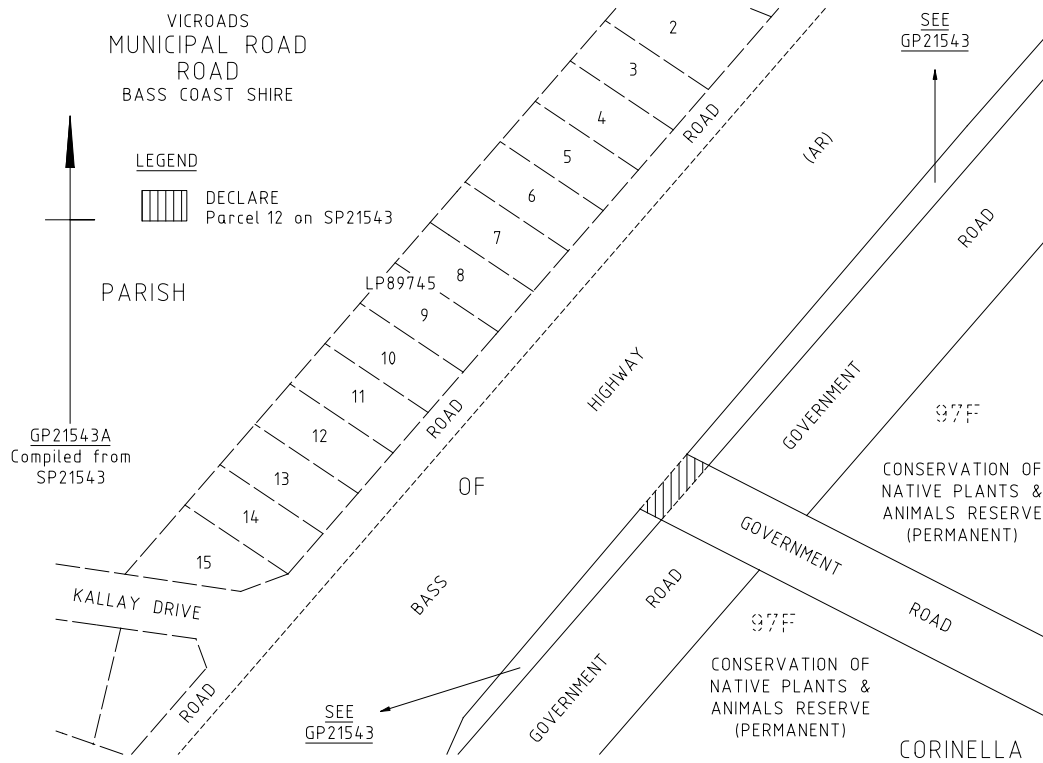 VICROADS
MUNICIPAL ROAD
ROAD
BASS COAST SHIRE
LEGEND
DECLARE
Parcel 12 on SP21543
PARISH
GP21543A
Compiled from
SP21543
2
3
4
5
6
7
8
LP89745
9
10
11
12
13
14
15
ROAD
ROAD
ROAD
KALLAY DRIVE
SEE
GP21543
(AR)
HIGHWAY
OF
BASS
ROAD
GOVERNMENT
97F
CONSERVATION OF
NATIVE PLANTS &
ANIMALS RESERVE
(PERMANENT)
GOVERNMENT
ROAD
ROAD
GOVERNMENT
97F
CONSERVATION OF
NATIVE PLANTS &
ANIMALS RESERVE
(PERMANENT)
SEE
GP21543
CORINELLA